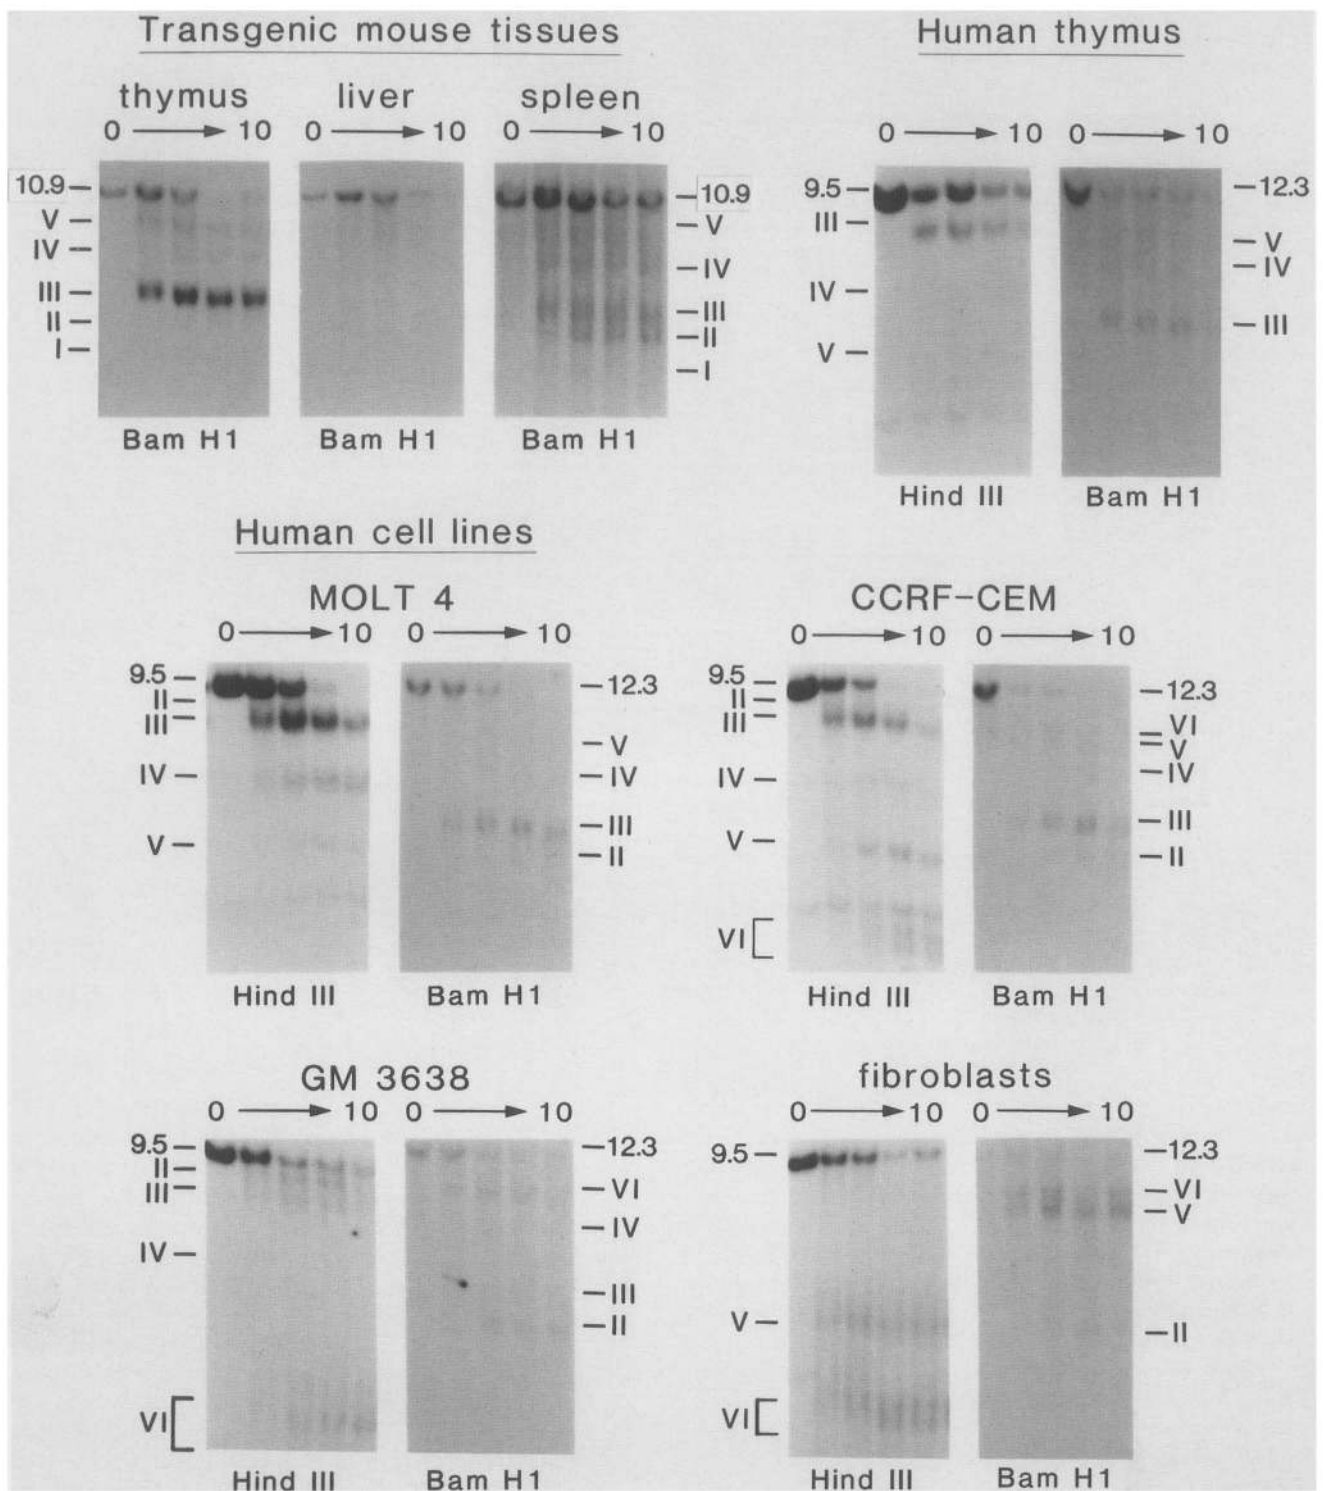 Transgenic mouse tissues
Human thymus
thymus liver spleen
0 → 10 0 → 10 0 → 10
0 → 10 0 → 10
10.9
V
IV
III
II
I
10.9
V
IV
III
II
I
Bam H1 Bam H1 Bam H1
9.5
III
IV
V
12.3
V
IV
III
Hind III Bam H1
Human cell lines
MOLT 4
0 → 10 0 → 10
9.5
II
III
IV
V
12.3
V
IV
III
II
Hind III Bam H1
CCRF-CEM
0 → 10 0 → 10
9.5
II
III
IV
V
VI
12.3
VI
V
IV
III
II
Hind III Bam H1
GM 3638
0 → 10 0 → 10
9.5
II
III
IV
VI
12.3
VI
IV
III
II
Hind III Bam H1
fibroblasts
0 → 10 0 → 10
9.5
V
VI
12.3
VI
V
II
Hind III Bam H1